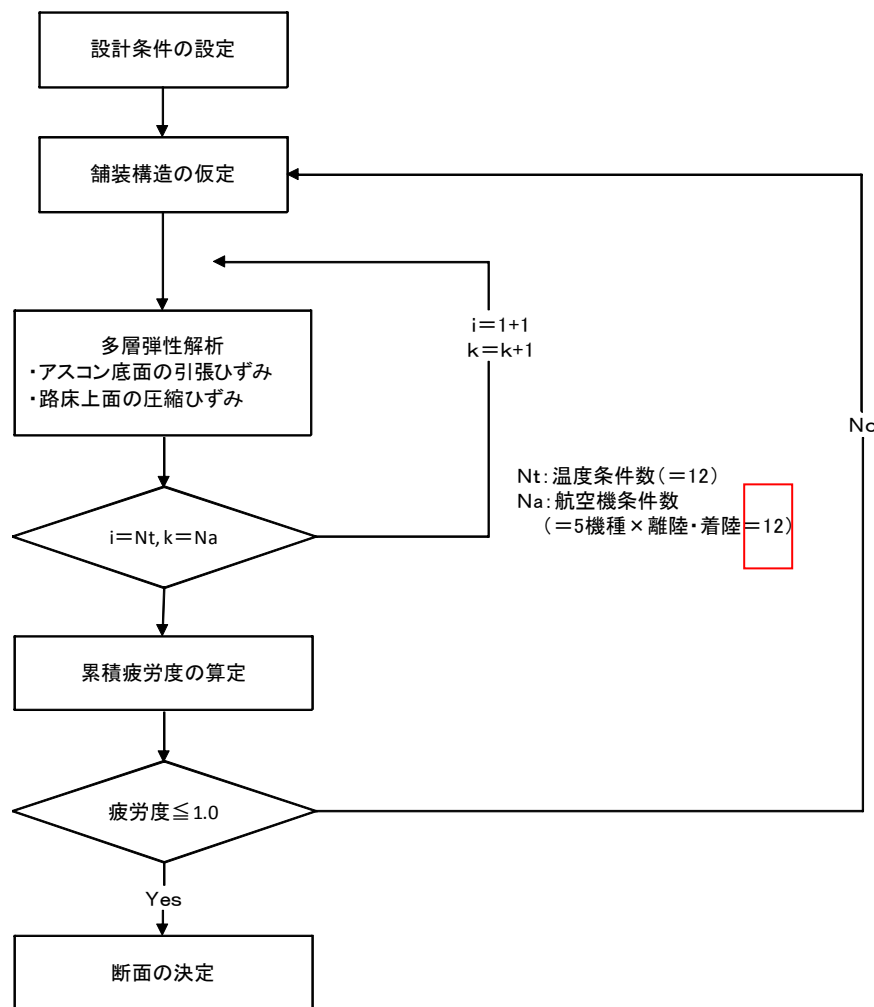 設計条件の設定
舗装構造の仮定
i＝1+1
k＝k+1
多層弾性解析
・アスコン底面の引張ひずみ
・路床上面の圧縮ひずみ
No
Nt：温度条件数（＝12）
Na：航空機条件数
（＝5機種×離陸・着陸＝12）
i＝Nt, k＝Na
累積疲労度の算定
疲労度≦1.0
Yes
断面の決定